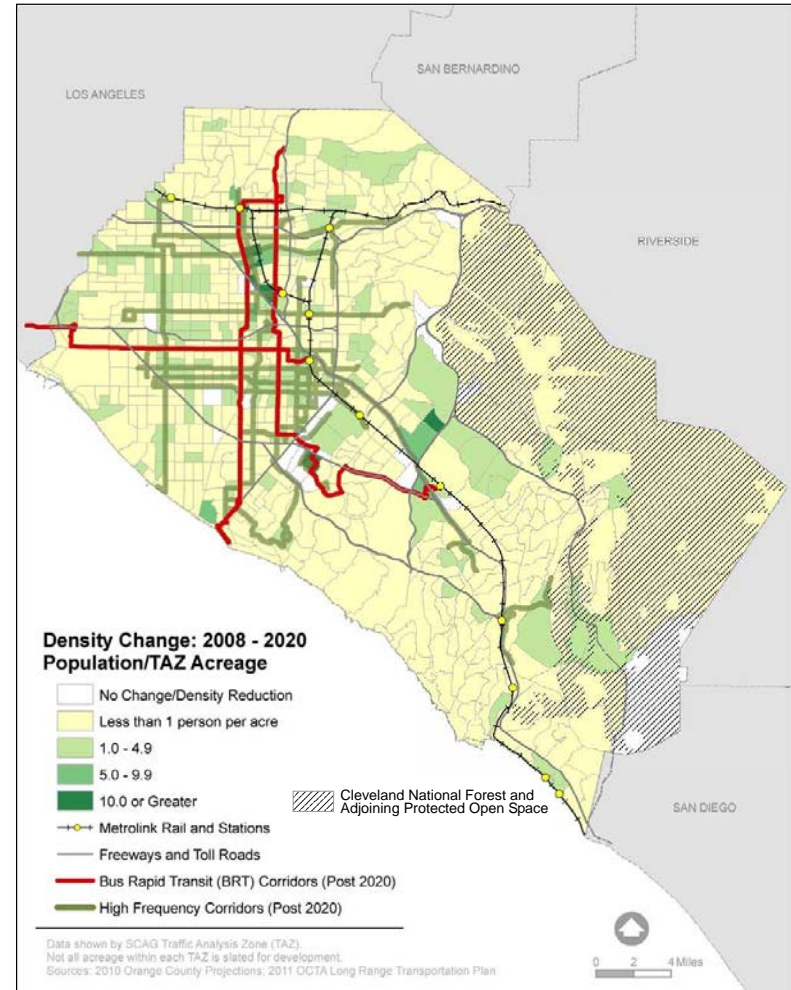 SAN BERNARDINO
LOS ANGELES
RIVERSIDE
Density Change: 2008 - 2020
Population/TAZ Acreage
No Change/Density Reduction
Less than 1 person per acre
1.0 - 4.9
5.0 - 9.9
10.0 or Greater
Cleveland National Forest and
Adjoining Protected Open Space
SAN DIEGO
Metrolink Rail and Stations
Freeways and Toll Roads
Bus Rapid Transit (BRT) Corridors (Post 2020)
High Frequency Corridors (Post 2020)
Data shown by SCAG Traffic Analysis Zone (TAZ).
Not all acreage within each TAZ is slated for development.
Sources: 2010 Orange County Projections; 2011 OCTA Long Range Transportation Plan
0 2 4 Miles